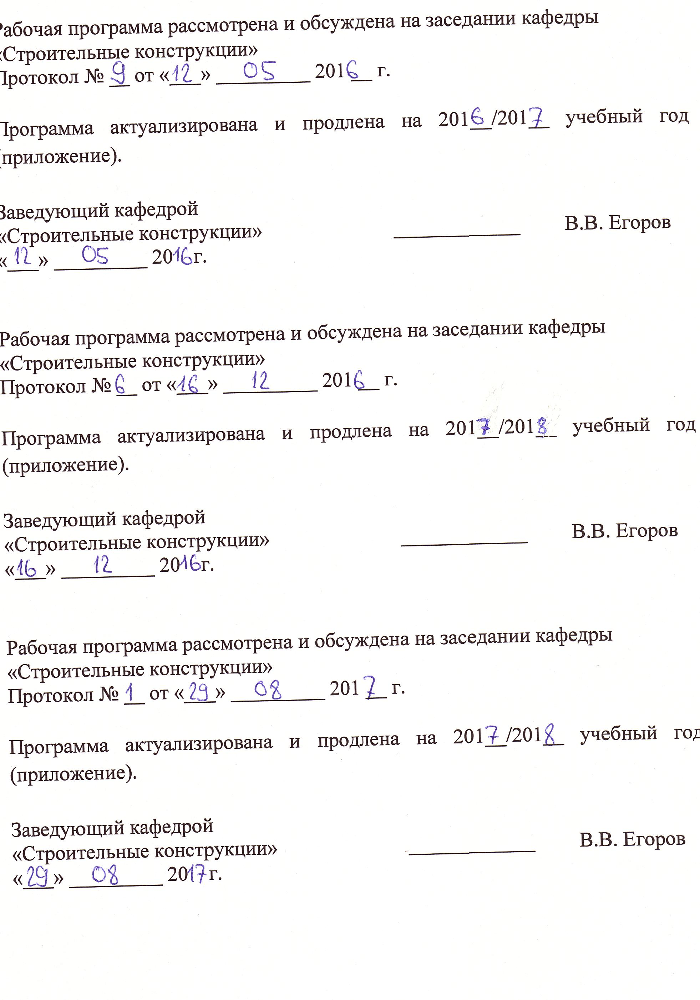 Рабочая программа рассмотрена и обсуждена на заседании кафедры
«Строительные конструкции»
Протокол № 9 от «12» 05 2016 г.
Программа актуализирована и продлена на 2016/2017 учебный год
(приложение).
Заведующий кафедрой
«Строительные конструкции»
В.В. Егоров
«12» 05 2016г.
Рабочая программа рассмотрена и обсуждена на заседании кафедры
«Строительные конструкции»
Протокол № 6 от «16» 12 2016 г.
Программа актуализирована и продлена на 2017/2018 учебный год
(приложение).
Заведующий кафедрой
«Строительные конструкции»
В.В. Егоров
«16» 12 2016г.
Рабочая программа рассмотрена и обсуждена на заседании кафедры
«Строительные конструкции»
Протокол № 1 от «29» 08 2017 г.
Программа актуализирована и продлена на 2017/2018 учебный год
(приложение).
Заведующий кафедрой
«Строительные конструкции»
В.В. Егоров
«29» 08 2017г.